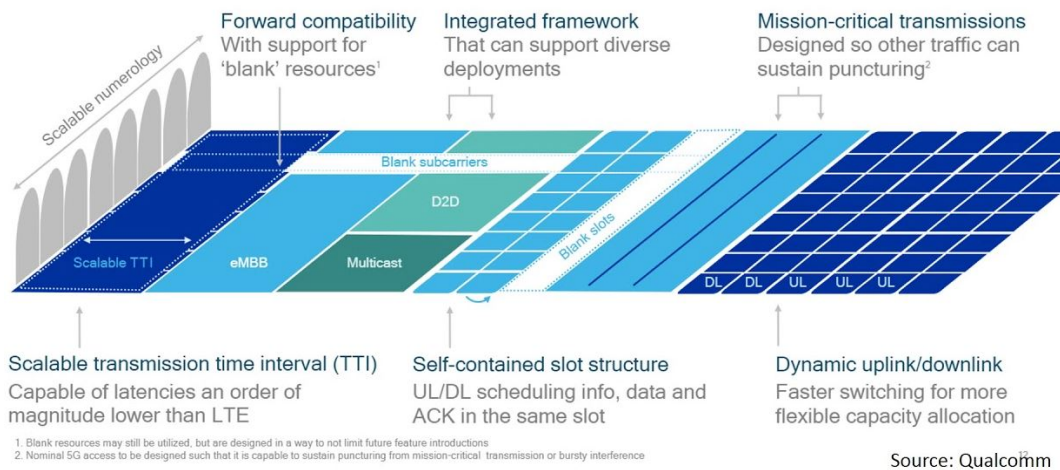 Forward compatibility
With support for
'blank' resources1
Integrated framework
That can support diverse
deployments
Mission-critical transmissions
Designed so other traffic can
sustain puncturing2
Scalable numerology
Blank subcarriers
D2D
Blank slots
Scalable TTI
eMBB
Multicast
DL DL UL UL UL
Scalable transmission time interval (TTI)
Capable of latencies an order of
magnitude lower than LTE
Self-contained slot structure
UL/DL scheduling info, data and
ACK in the same slot
Dynamic uplink/downlink
Faster switching for more
flexible capacity allocation
1. Blank resources may still be utilized, but are designed in a way to not limit future feature introductions
2. Nominal 5G access to be designed such that it is capable to sustain puncturing from mission-critical transmission or bursty interference
Source: Qualcomm